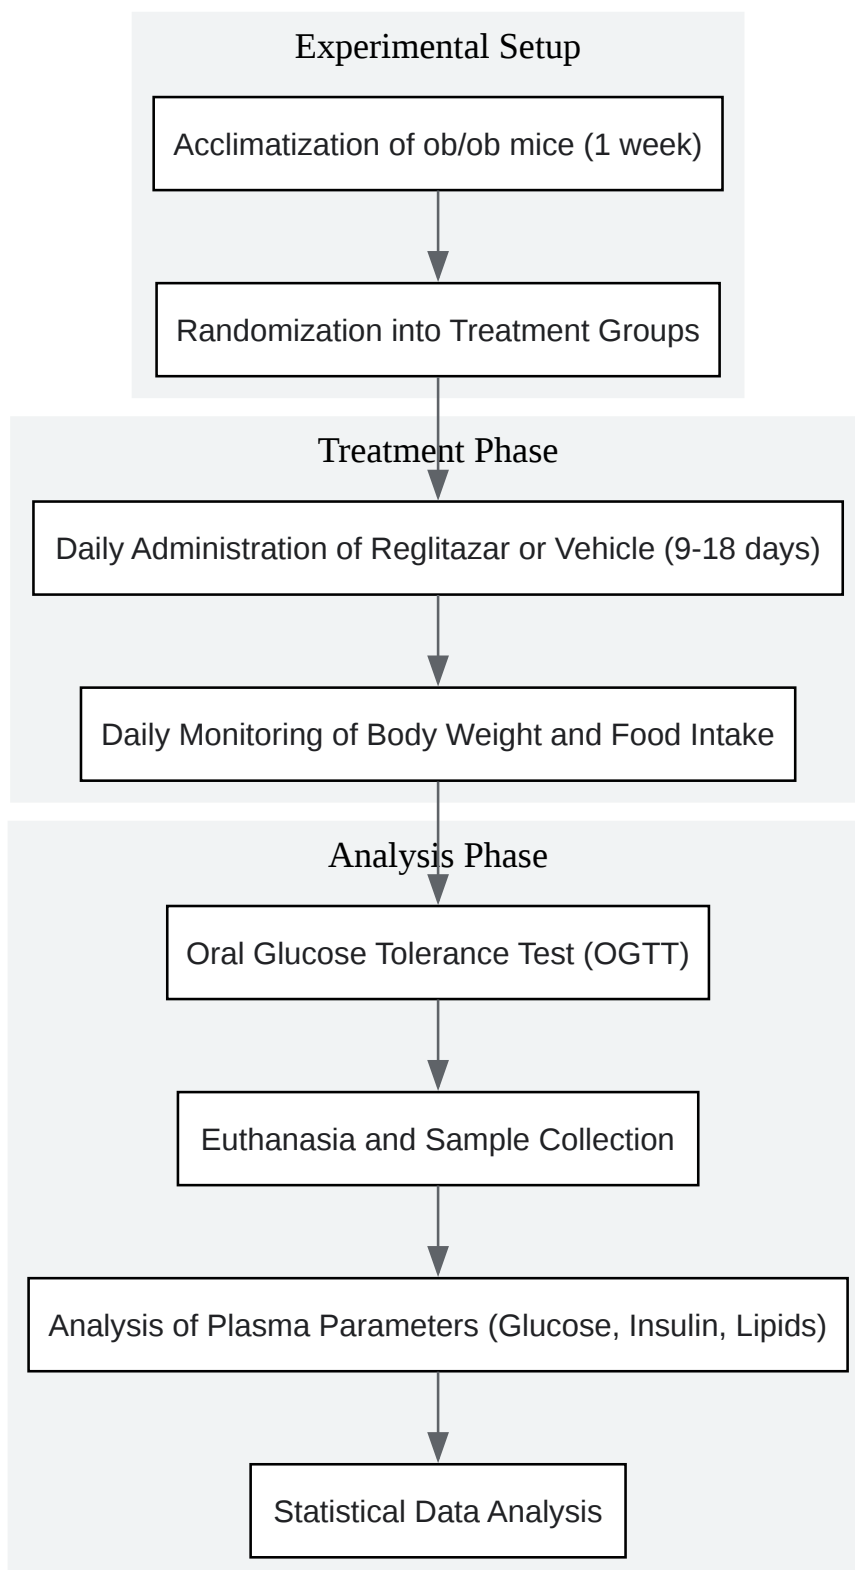 Experimental Setup
Acclimatization of ob/ob mice (1 week)
Randomization into Treatment Groups
Treatment Phase
Daily Administration of Reglitazar or Vehicle (9-18 days)
Daily Monitoring of Body Weight and Food Intake
Analysis Phase
Oral Glucose Tolerance Test (OGTT)
Euthanasia and Sample Collection
Analysis of Plasma Parameters (Glucose, Insulin, Lipids)
Statistical Data Analysis